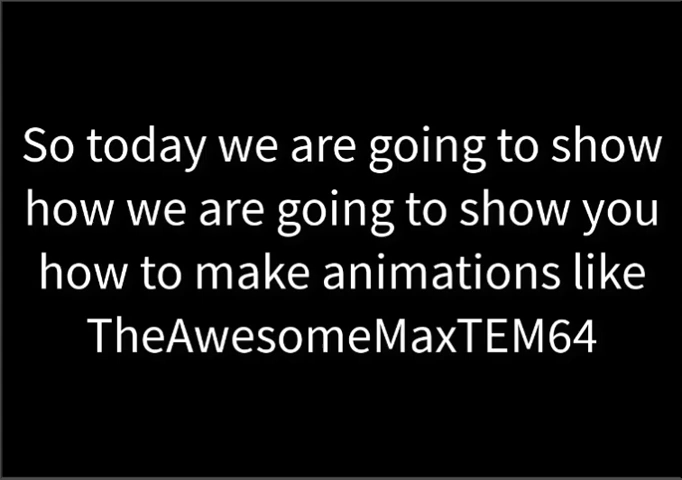 So today we are going to show
how we are going to show you
how to make animations like
TheAwesomeMaxTEM64